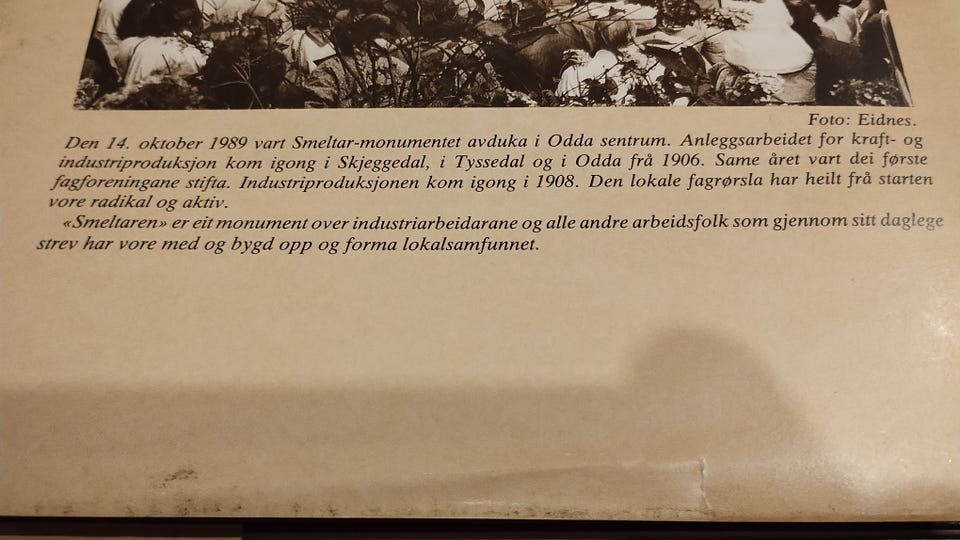 Foto: Eidnes.
Den 14. oktober 1989 vart Smeltar-monumentet avduka i Odda sentrum. Anleggsarbeidet for kraft- og
industriproduksjon kom igong i Skjeggedal, i Tyssedal og i Odda frå 1906. Same året vart dei første
fagforeningane stifta. Industriproduksjonen kom igong i 1908. Den lokale fagrørsla har heilt frå starten
vore radikal og aktiv.
«Smeltaren» er eit monument over industriarbeidarane og alle andre arbeidsfolk som gjennom sitt daglege
strev har vore med og bygd opp og forma lokalsamfunnet.